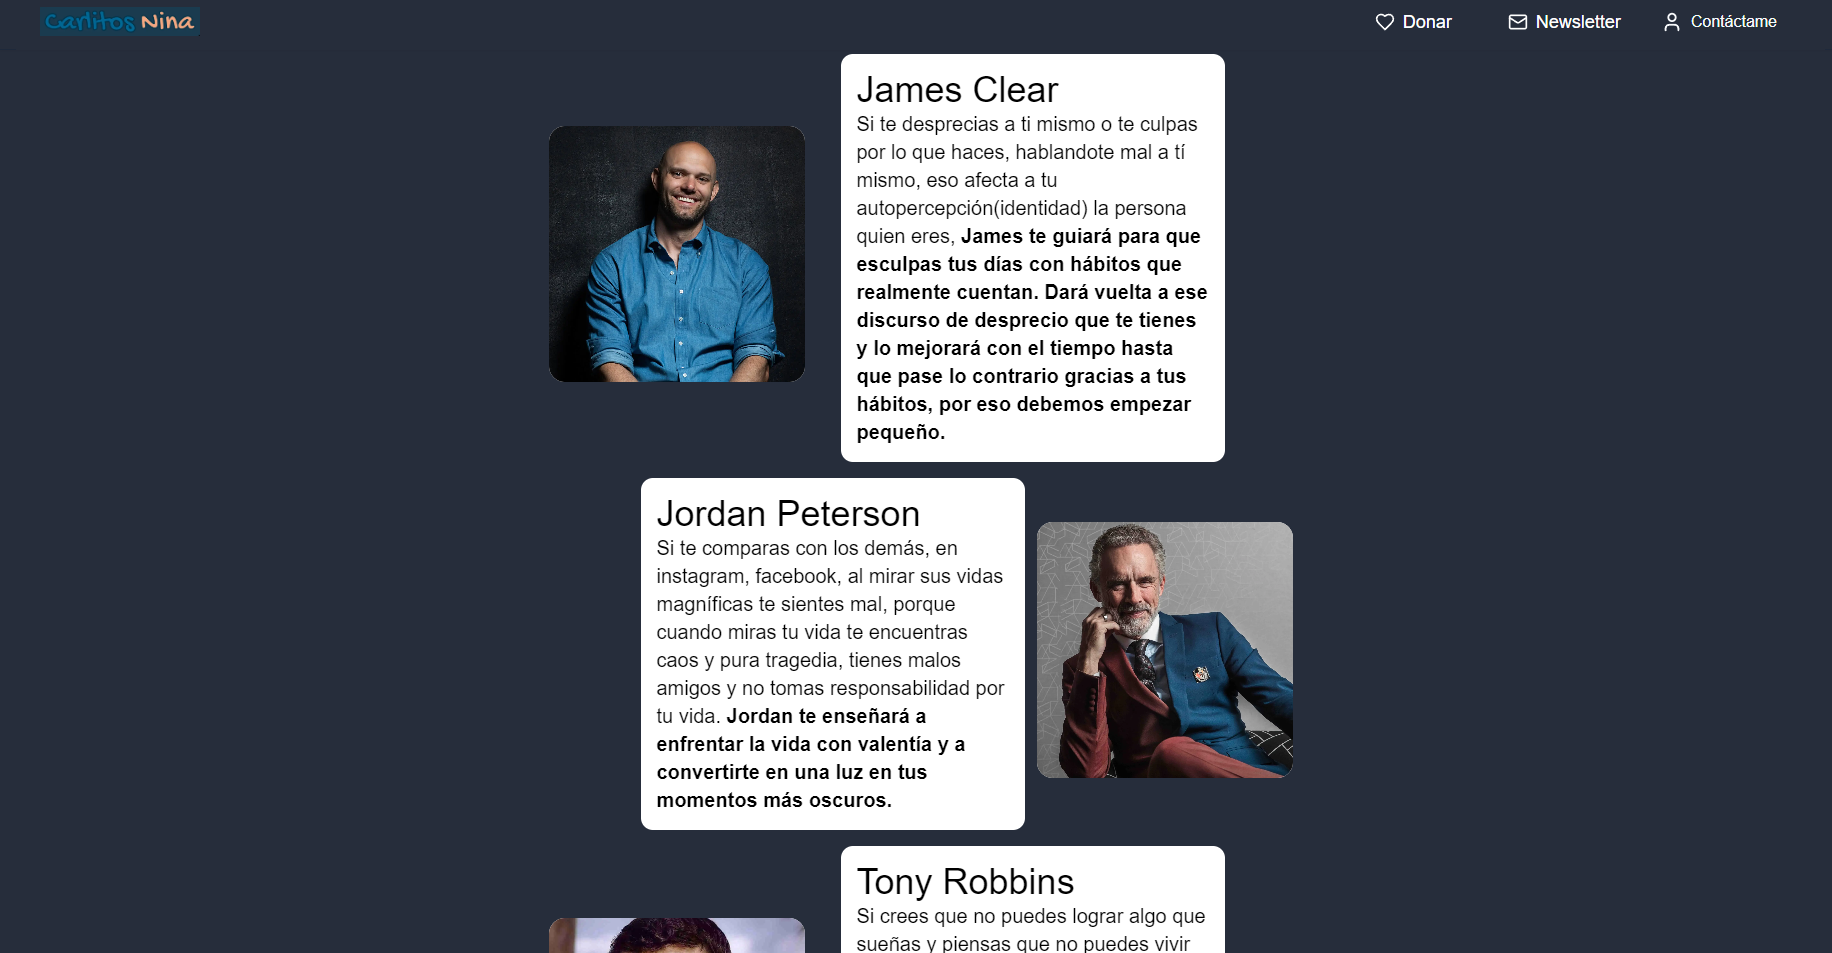 Carlitos Nina
Donar
Newsletter
Contáctame
James Clear
Si te desprecias a ti mismo o te culpas
por lo que haces, hablandote mal a tí
mismo, eso afecta a tu
autopercepción(identidad) la persona
quien eres, James te guiará para que
esculpas tus días con hábitos que
realmente cuentan. Dará vuelta a ese
discurso de desprecio que te tienes
y lo mejorará con el tiempo hasta
que pase lo contrario gracias a tus
hábitos, por eso debemos empezar
pequeño.
Jordan Peterson
Si te comparas con los demás, en
instagram, facebook, al mirar sus vidas
magníficas te sientes mal, porque
cuando miras tu vida te encuentras
caos y pura tragedia, tienes malos
amigos y no tomas responsabilidad por
tu vida. Jordan te enseñará a
enfrentar la vida con valentía y a
convertirte en una luz en tus
momentos más oscuros.
Tony Robbins
Si crees que no puedes lograr algo que
sueñas y piensas que no puedes vivir